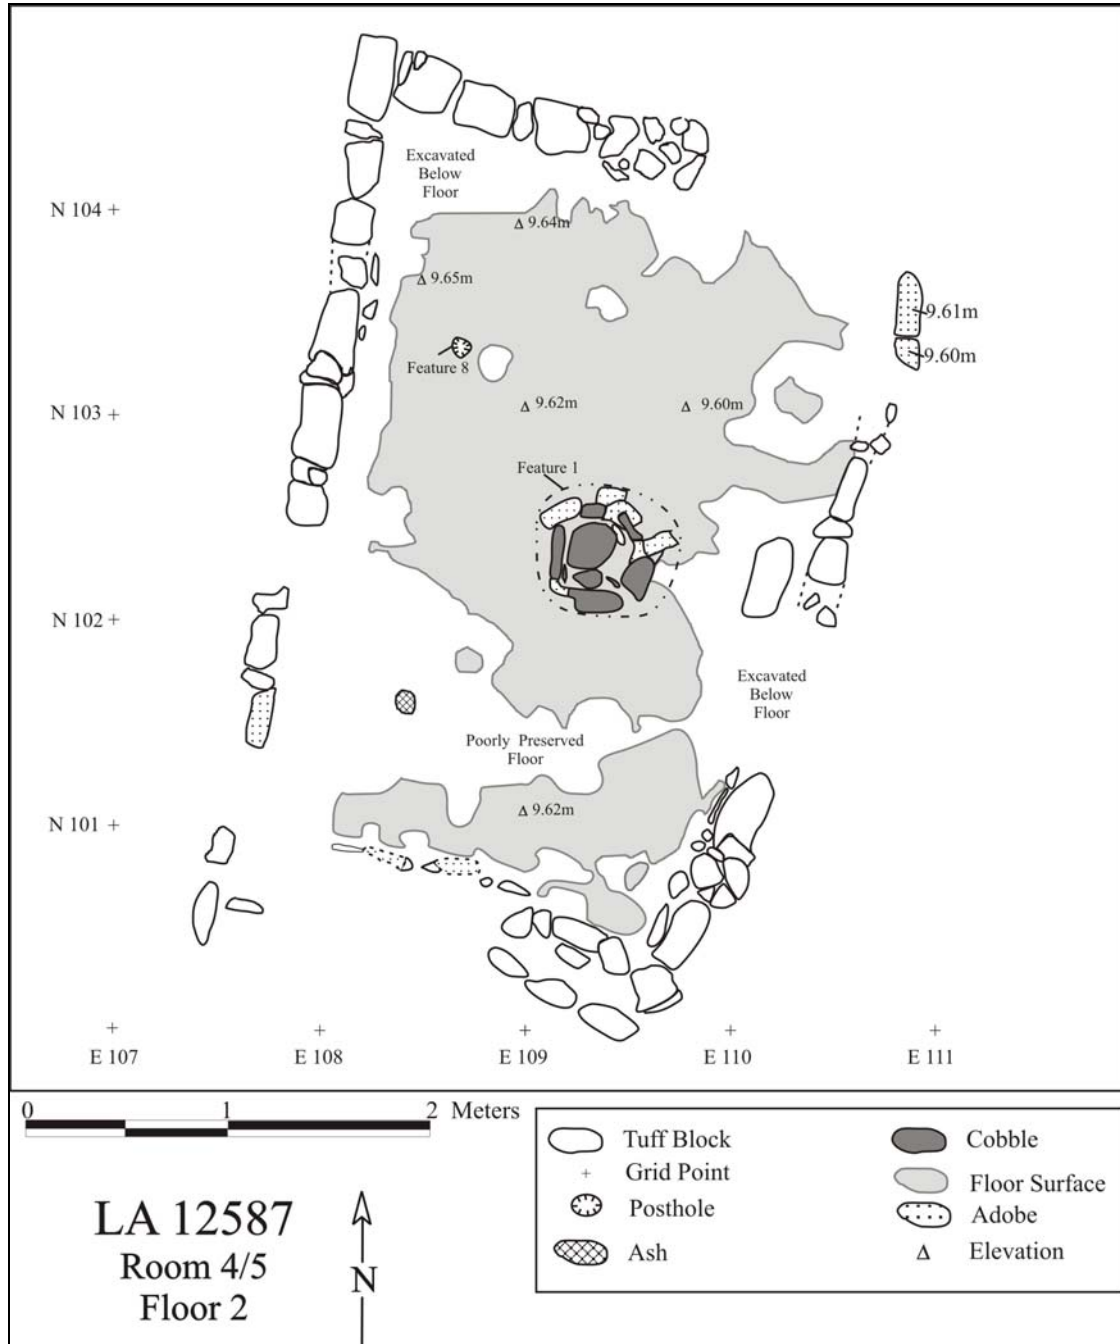 Excavated
Below
Floor
N 104
9.64m
9.65m
9.61m
9.60m
Feature 8
N 103
9.62m
9.60m
Feature 1
N 102
Excavated
Below
Floor
Poorly Preserved
Floor
9.62m
N 101
E 107
E 108
E 109
E 110
E 111
0 1 2 Meters
Tuff Block
Grid Point
Posthole
Ash
Cobble
Floor Surface
Adobe
Elevation
LA 12587
Room 4/5
Floor 2
N